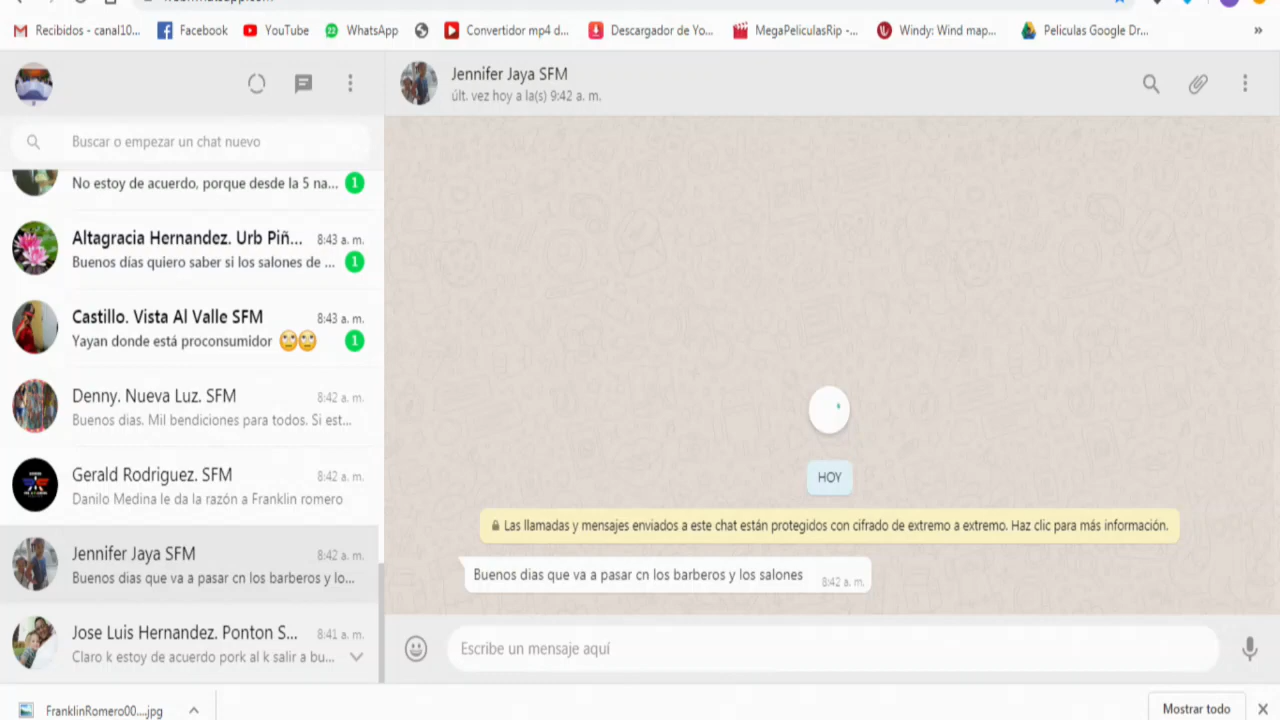 Recibidos - canal10... Facebook YouTube WhatsApp Convertidor mp4 d... Descargador de Yo... MegaPeliculasRip -... Windy: Wind map... Peliculas Google Dr... »
Jennifer Jaya SFM
últ. vez hoy a la(s) 9:42 a. m.
Buscar o empezar un chat nuevo
No estoy de acuerdo, porque desde la 5 na... 1
Altagracia Hernandez. Urb Piñ... 8:43 a. m.
Buenos días quiero saber si los salones de ... 1
Castillo. Vista Al Valle SFM 8:43 a. m.
Yayan donde está proconsumidor 🙄🙄 1
Denny. Nueva Luz. SFM 8:42 a. m.
Buenos dias. Mil bendiciones para todos. Si est...
Gerald Rodriguez. SFM 8:42 a. m.
Danilo Medina le da la razón a Franklin romero
Jennifer Jaya SFM 8:42 a. m.
Buenos dias que va a pasar cn los barberos y lo...
Jose Luis Hernandez. Ponton S... 8:41 a. m.
Claro k estoy de acuerdo pork al k salir a bu...
HOY
Las llamadas y mensajes enviados a este chat están protegidos con cifrado de extremo a extremo. Haz clic para más información.
Buenos dias que va a pasar cn los barberos y los salones 8:42 a. m.
Escribe un mensaje aquí
FranklinRomero00....jpg
Mostrar todo